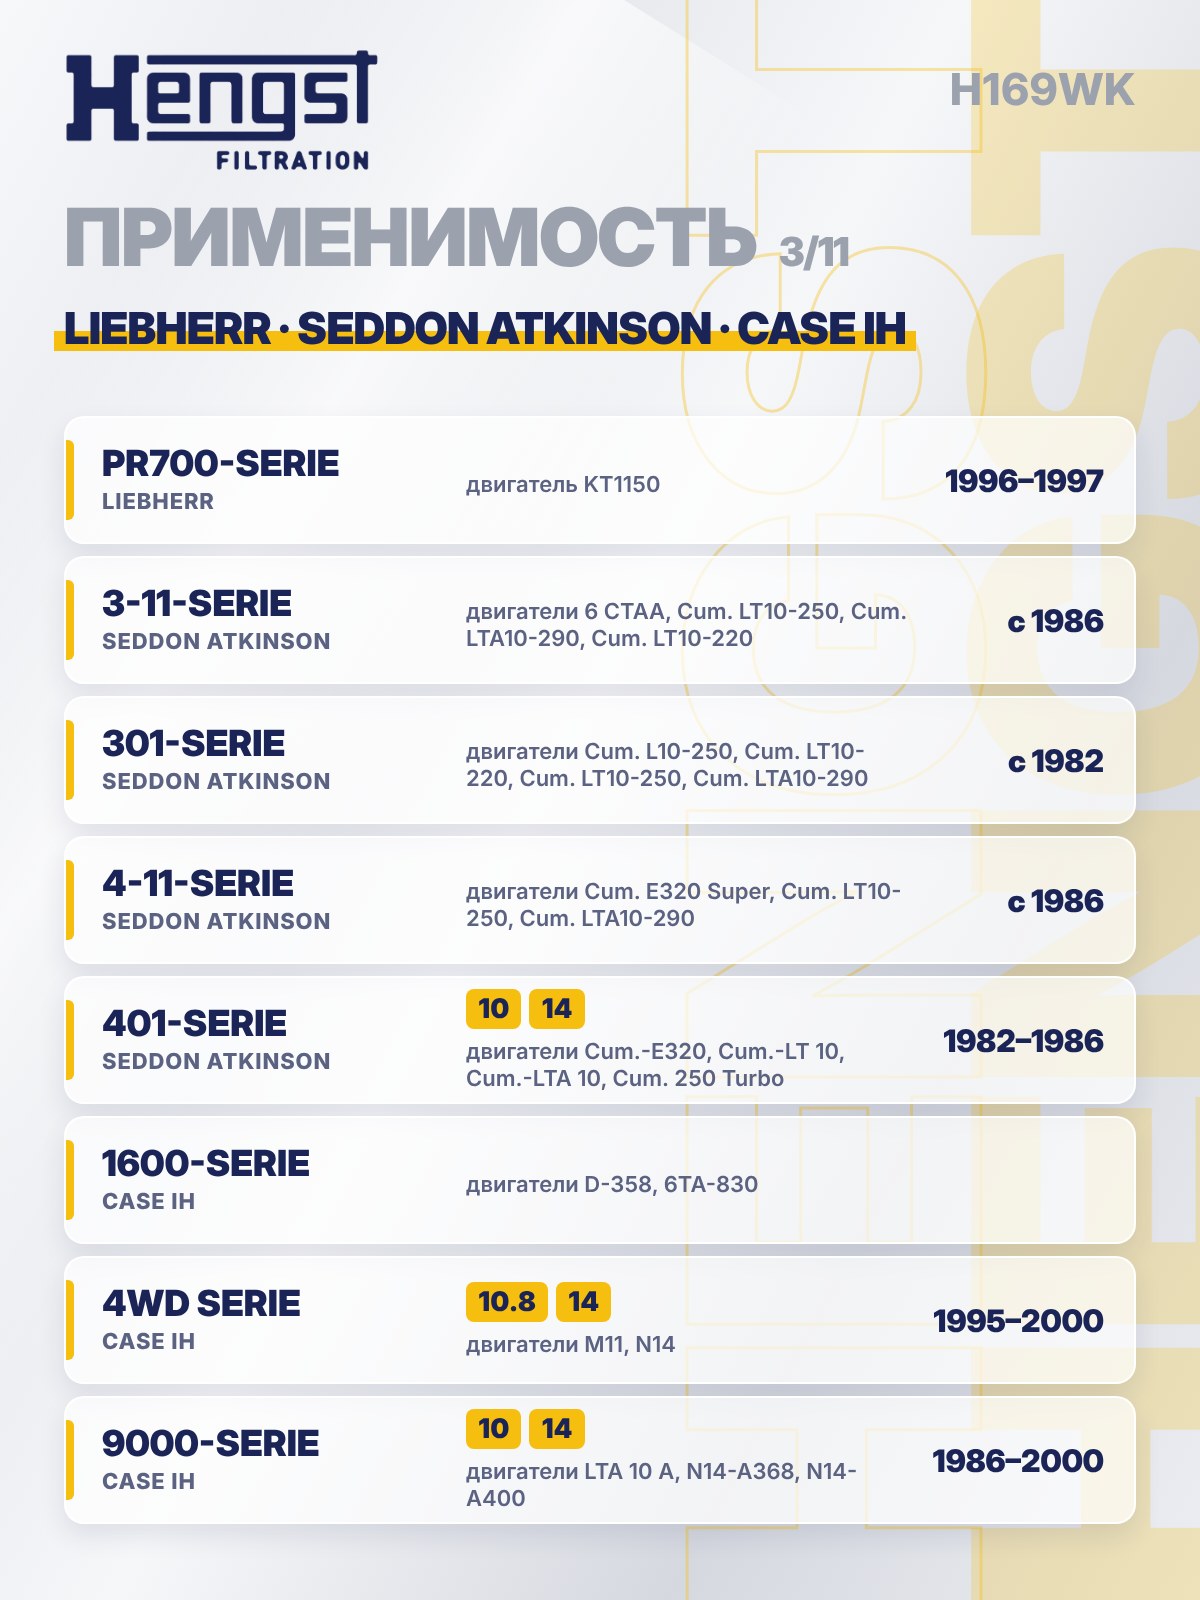 Hengst
FILTRATION
H169WK
ПРИМЕНИМОСТЬ 3/11
LIEBHERR · SEDDON ATKINSON · CASE IH
PR700-SERIE
LIEBHERR
двигатель KT1150
1996–1997
3-11-SERIE
SEDDON ATKINSON
двигатели 6 CTAA, Cum. LT10-250, Cum.
LTA10-290, Cum. LT10-220
с 1986
301-SERIE
SEDDON ATKINSON
двигатели Cum. L10-250, Cum. LT10-
220, Cum. LT10-250, Cum. LTA10-290
с 1982
4-11-SERIE
SEDDON ATKINSON
двигатели Cum. E320 Super, Cum. LT10-
250, Cum. LTA10-290
с 1986
401-SERIE
SEDDON ATKINSON
10 14
двигатели Cum.-E320, Cum.-LT 10,
Cum.-LTA 10, Cum. 250 Turbo
1982–1986
1600-SERIE
CASE IH
двигатели D-358, 6TA-830
4WD SERIE
CASE IH
10.8 14
двигатели M11, N14
1995–2000
9000-SERIE
CASE IH
10 14
двигатели LTA 10 A, N14-A368, N14-
A400
1986–2000
HENGST